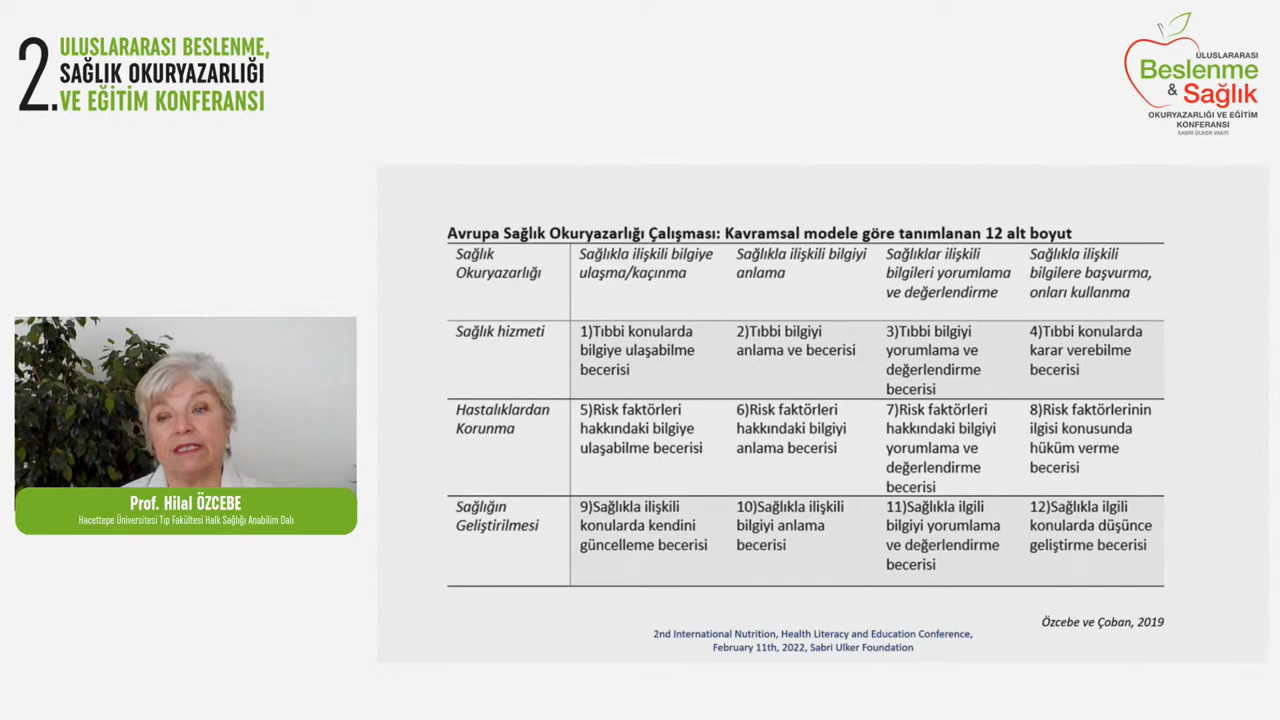 2.
ULUSLARARASI BESLENME,
SAĞLIK OKURYAZARLIĞI
VE EĞİTİM KONFERANSI
ULUSLARARASI
Beslenme
& Sağlık
OKURYAZARLIĞI VE EĞİTİM
KONFERANSI
SABRİ ÜLKER VAKFI
Avrupa Sağlık Okuryazarlığı Çalışması: Kavramsal modele göre tanımlanan 12 alt boyut
Sağlık
Okuryazarlığı
Sağlıkla ilişkili bilgiye
ulaşma/kaçınma
Sağlıkla ilişkili bilgiyi
anlama
Sağlıklar ilişkili
bilgileri yorumlama
ve değerlendirme
Sağlıkla ilişkili
bilgilere başvurma,
onları kullanma
Sağlık hizmeti
1)Tıbbi konularda
bilgiye ulaşabilme
becerisi
2)Tıbbi bilgiyi
anlama ve becerisi
3)Tıbbi bilgiyi
yorumlama ve
değerlendirme
becerisi
4)Tıbbi konularda
karar verebilme
becerisi
Hastalıklardan
Korunma
5)Risk faktörleri
hakkındaki bilgiye
ulaşabilme becerisi
6)Risk faktörleri
hakkındaki bilgiyi
anlama becerisi
7)Risk faktörleri
hakkındaki bilgiyi
yorumlama ve
değerlendirme
becerisi
8)Risk faktörlerinin
ilgisi konusunda
hüküm verme
becerisi
Sağlığın
Geliştirilmesi
9)Sağlıkla ilişkili
konularda kendini
güncelleme becerisi
10)Sağlıkla ilişkili
bilgiyi anlama
becerisi
11)Sağlıkla ilgili
bilgiyi yorumlama
ve değerlendirme
becerisi
12)Sağlıkla ilgili
konularda düşünce
geliştirme becerisi
Özcebe ve Çoban, 2019
2nd International Nutrition, Health Literacy and Education Conference,
February 11th, 2022, Sabri Ulker Foundation
Prof. Hilal ÖZCEBE
Hacettepe Üniversitesi Tıp Fakültesi Halk Sağlığı Anabilim Dalı